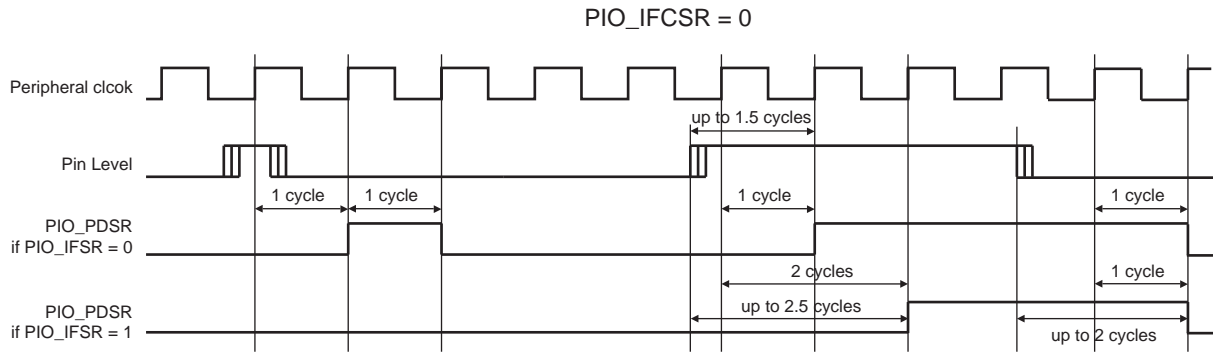 PIO_IFCSR = 0
Peripheral clcok
up to 1.5 cycles
Pin Level
1 cycle
1 cycle
1 cycle
1 cycle
PIO_PDSR
if PIO_IFSR = 0
2 cycles
1 cycle
PIO_PDSR
if PIO_IFSR = 1
up to 2.5 cycles
up to 2 cycles